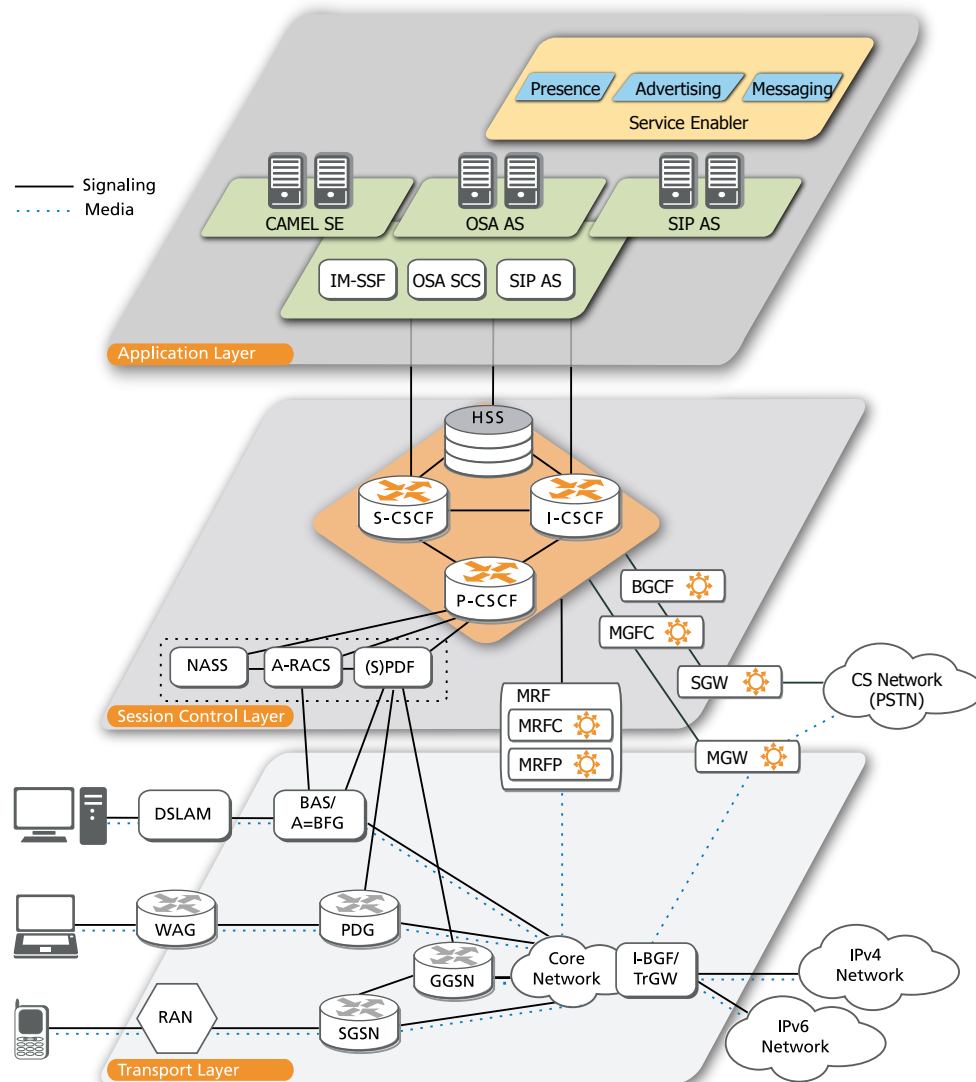 Presence
Advertising
Messaging
Service Enabler
Signaling
Media
CAMEL SE
OSA AS
SIP AS
IM-SSF
OSA SCS
SIP AS
Application Layer
HSS
S-CSCF
I-CSCF
P-CSCF
BGCF
MGFC
NASS
A-RACS
(S)PDF
SGW
CS Network
(PSTN)
MRF
MRFC
MRFP
MGW
Session Control Layer
DSLAM
BAS/
A=BFG
WAG
PDG
GGSN
Core
Network
I-BGF/
TrGW
IPv4
Network
RAN
SGSN
IPv6
Network
Transport Layer